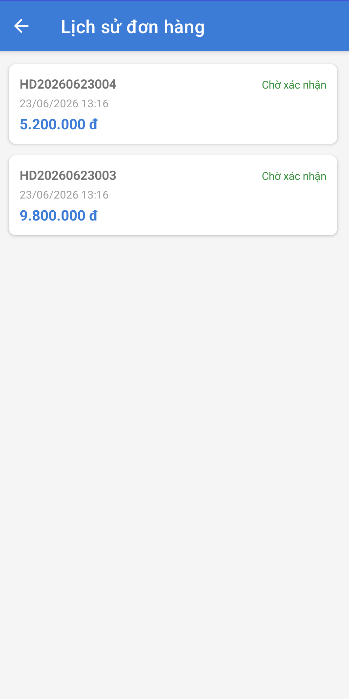 Lịch sử đơn hàng
HD20260623004
Chờ xác nhận
23/06/2026 13:16
5.200.000 đ
HD20260623003
Chờ xác nhận
23/06/2026 13:16
9.800.000 đ